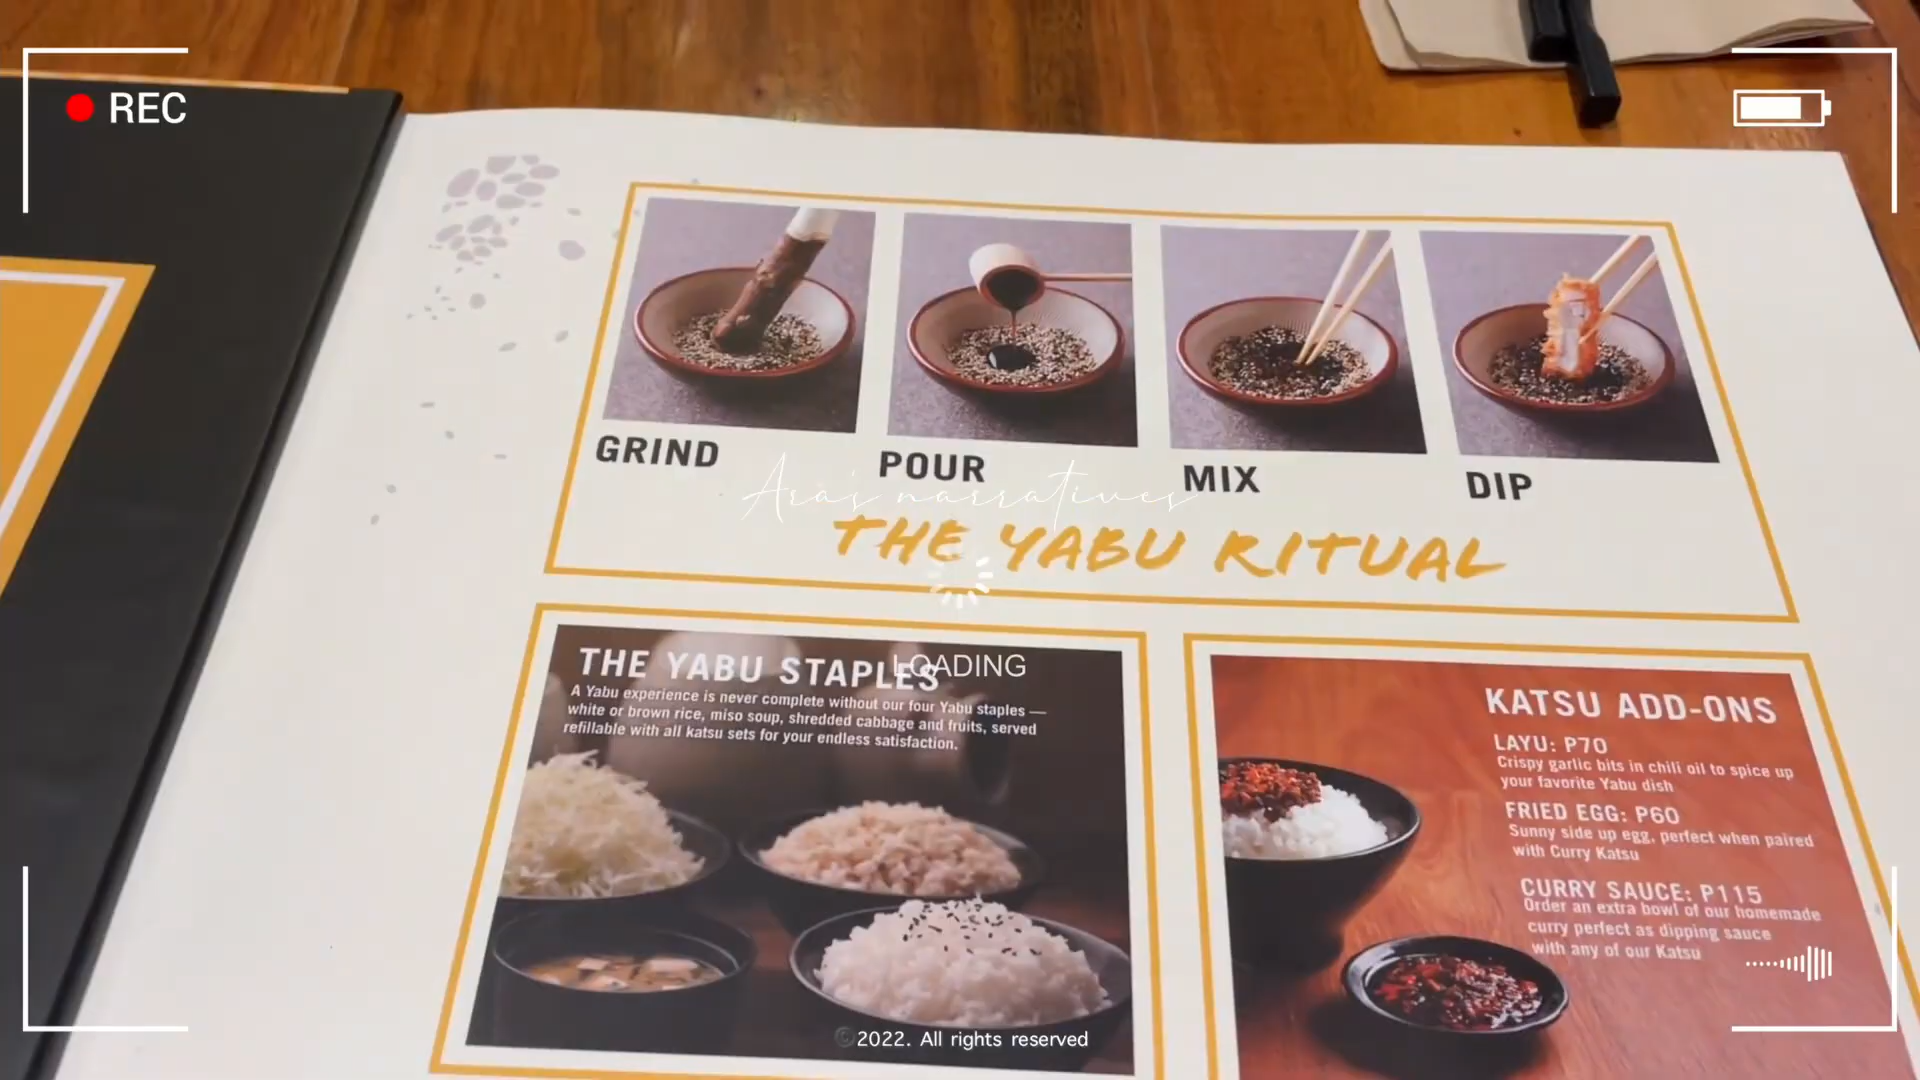 REC
GRIND
POUR
MIX
DIP
Ara's narratives
THE YABU RITUAL
LOADING
THE YABU STAPLES
A Yabu experience is never complete without our four Yabu staples —
white or brown rice, miso soup, shredded cabbage and fruits, served
refillable with all katsu sets for your endless satisfaction.
KATSU ADD-ONS
LAYU: P70
Crispy garlic bits in chili oil to spice up
your favorite Yabu dish
FRIED EGG: P60
Sunny side up egg, perfect when paired
with Curry Katsu
CURRY SAUCE: P115
Order an extra bowl of our homemade
curry perfect as dipping sauce
with any of our Katsu
©2022. All rights reserved